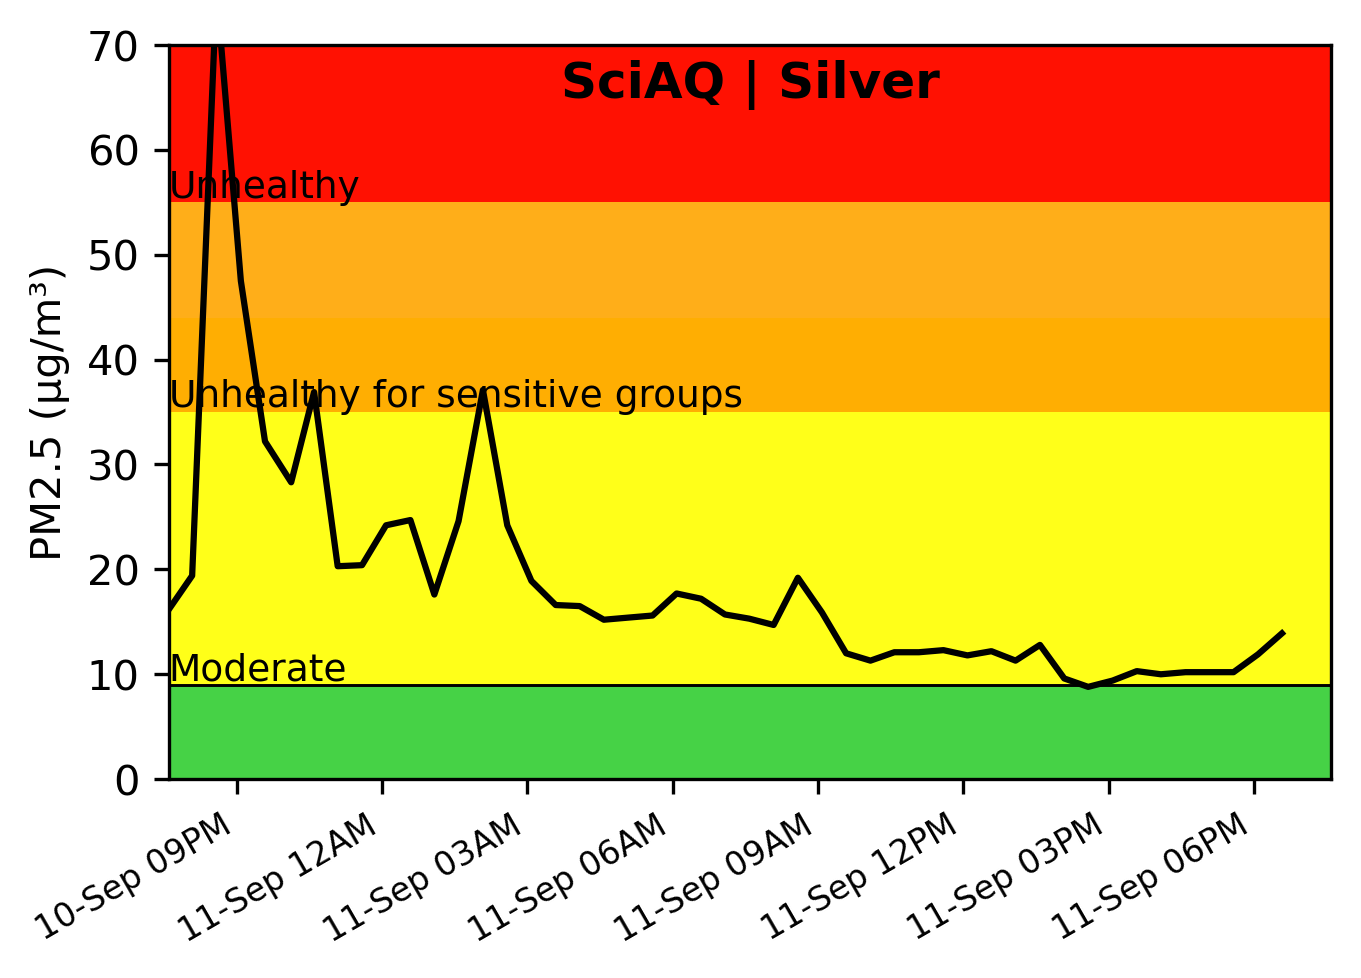 SciAQ | Silver
70
60
50
40
30
20
10
0
PM2.5 (µg/m³)
Unhealthy
Unhealthy for sensitive groups
Moderate
10-Sep 09PM
11-Sep 12AM
11-Sep 03AM
11-Sep 06AM
11-Sep 09AM
11-Sep 12PM
11-Sep 03PM
11-Sep 06PM